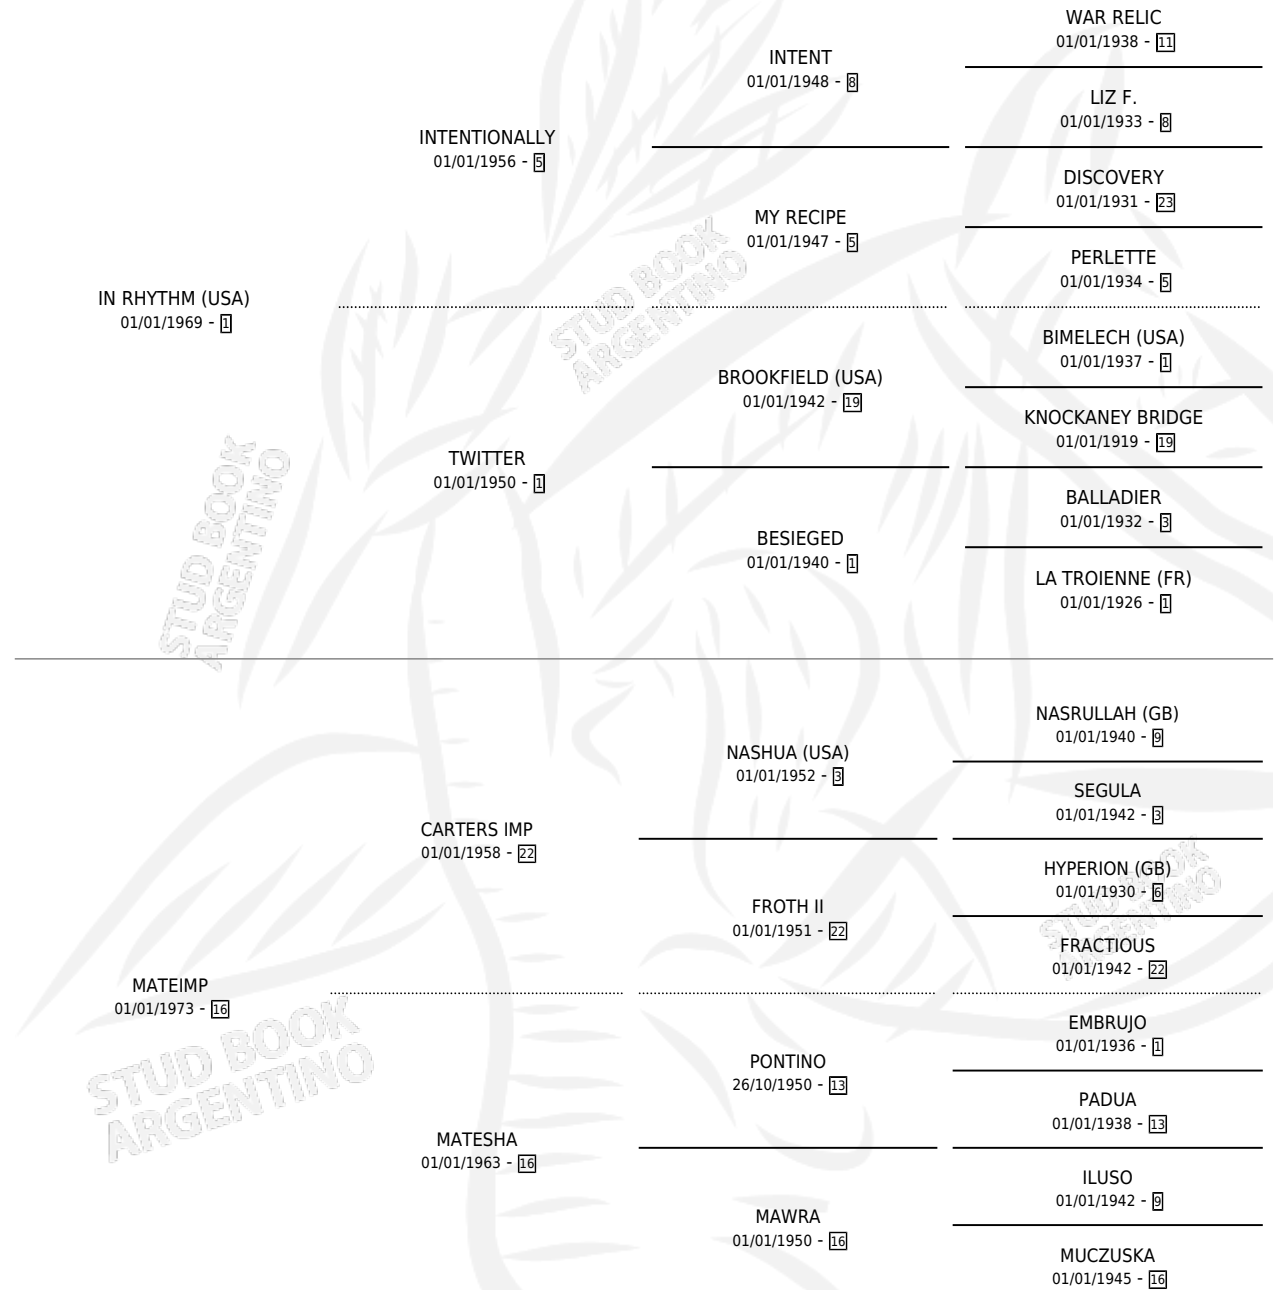 WAR RELIC
01/01/1938 - 11
INTENT
01/01/1948 - 8
LIZ F.
01/01/1933 - 8
INTENTIONALLY
01/01/1956 - 5
DISCOVERY
01/01/1931 - 23
MY RECIPE
01/01/1947 - 5
PERLETTE
01/01/1934 - 5
IN RHYTHM (USA)
01/01/1969 - 1
BIMELECH (USA)
01/01/1937 - 1
BROOKFIELD (USA)
01/01/1942 - 19
KNOCKANEY BRIDGE
01/01/1919 - 19
TWITTER
01/01/1950 - 1
BALLADIER
01/01/1932 - 3
BESIEGED
01/01/1940 - 1
LA TROIENNE (FR)
01/01/1926 - 1
STUD BOOK
ARGENTINO
STUD BOOK
ARGENTINO
NASRULLAH (GB)
01/01/1940 - 9
NASHUA (USA)
01/01/1952 - 3
SEGULA
01/01/1942 - 3
CARTERS IMP
01/01/1958 - 22
HYPERION (GB)
01/01/1930 - 6
FROTH II
01/01/1951 - 22
FRACTIOUS
01/01/1942 - 22
MATEIMP
01/01/1973 - 16
EMBRUJO
01/01/1936 - 1
PONTINO
26/10/1950 - 13
PADUA
01/01/1938 - 13
MATESHA
01/01/1963 - 16
ILUSO
01/01/1942 - 9
MAWRA
01/01/1950 - 16
MUCZUSKA
01/01/1945 - 16
STUD BOOK
ARGENTINO
STUD BOOK
ARGENTINO